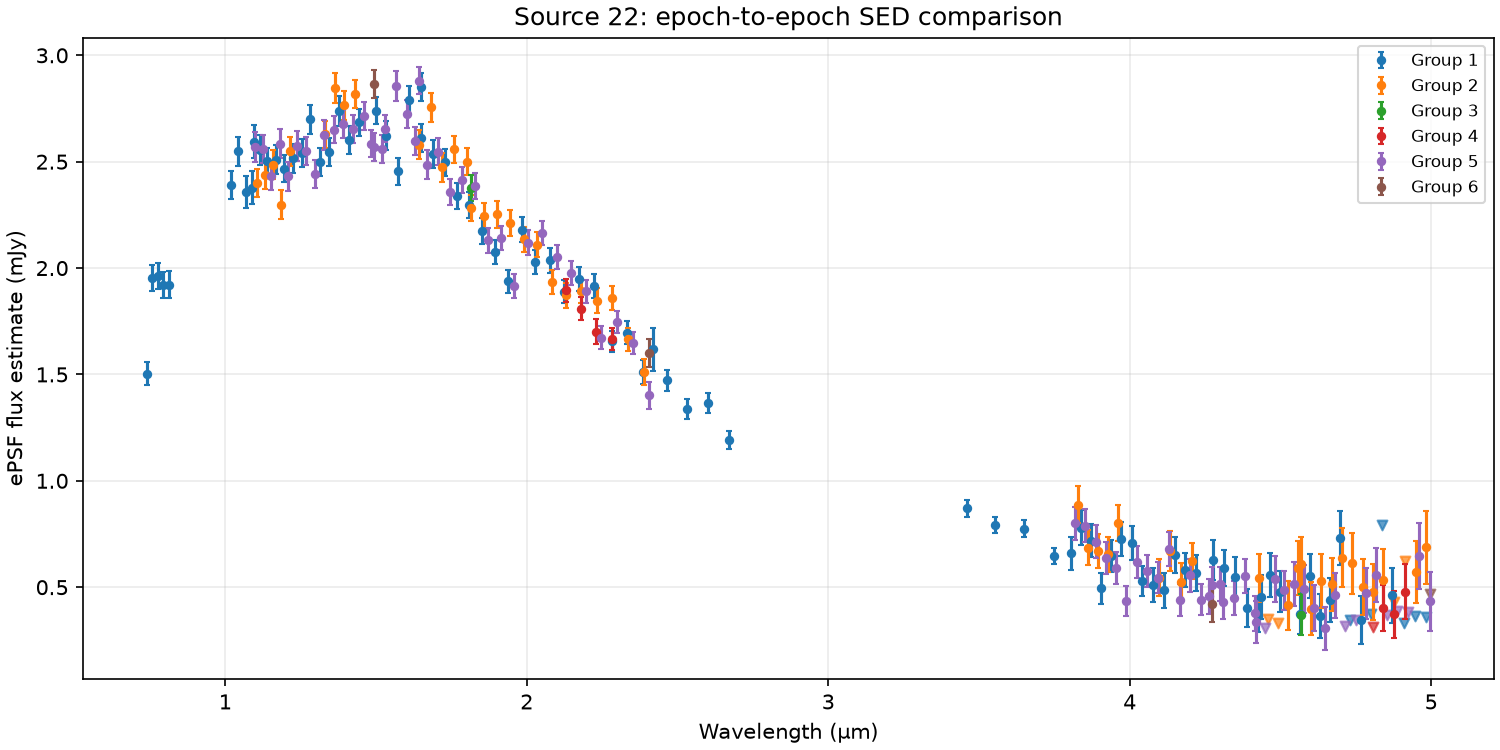 Source 22: epoch-to-epoch SED comparison
3.0
2.5
2.0
1.5
1.0
0.5
ePSF flux estimate (mJy)
Group 1
Group 2
Group 3
Group 4
Group 5
Group 6
1
2
3
4
5
Wavelength (μm)